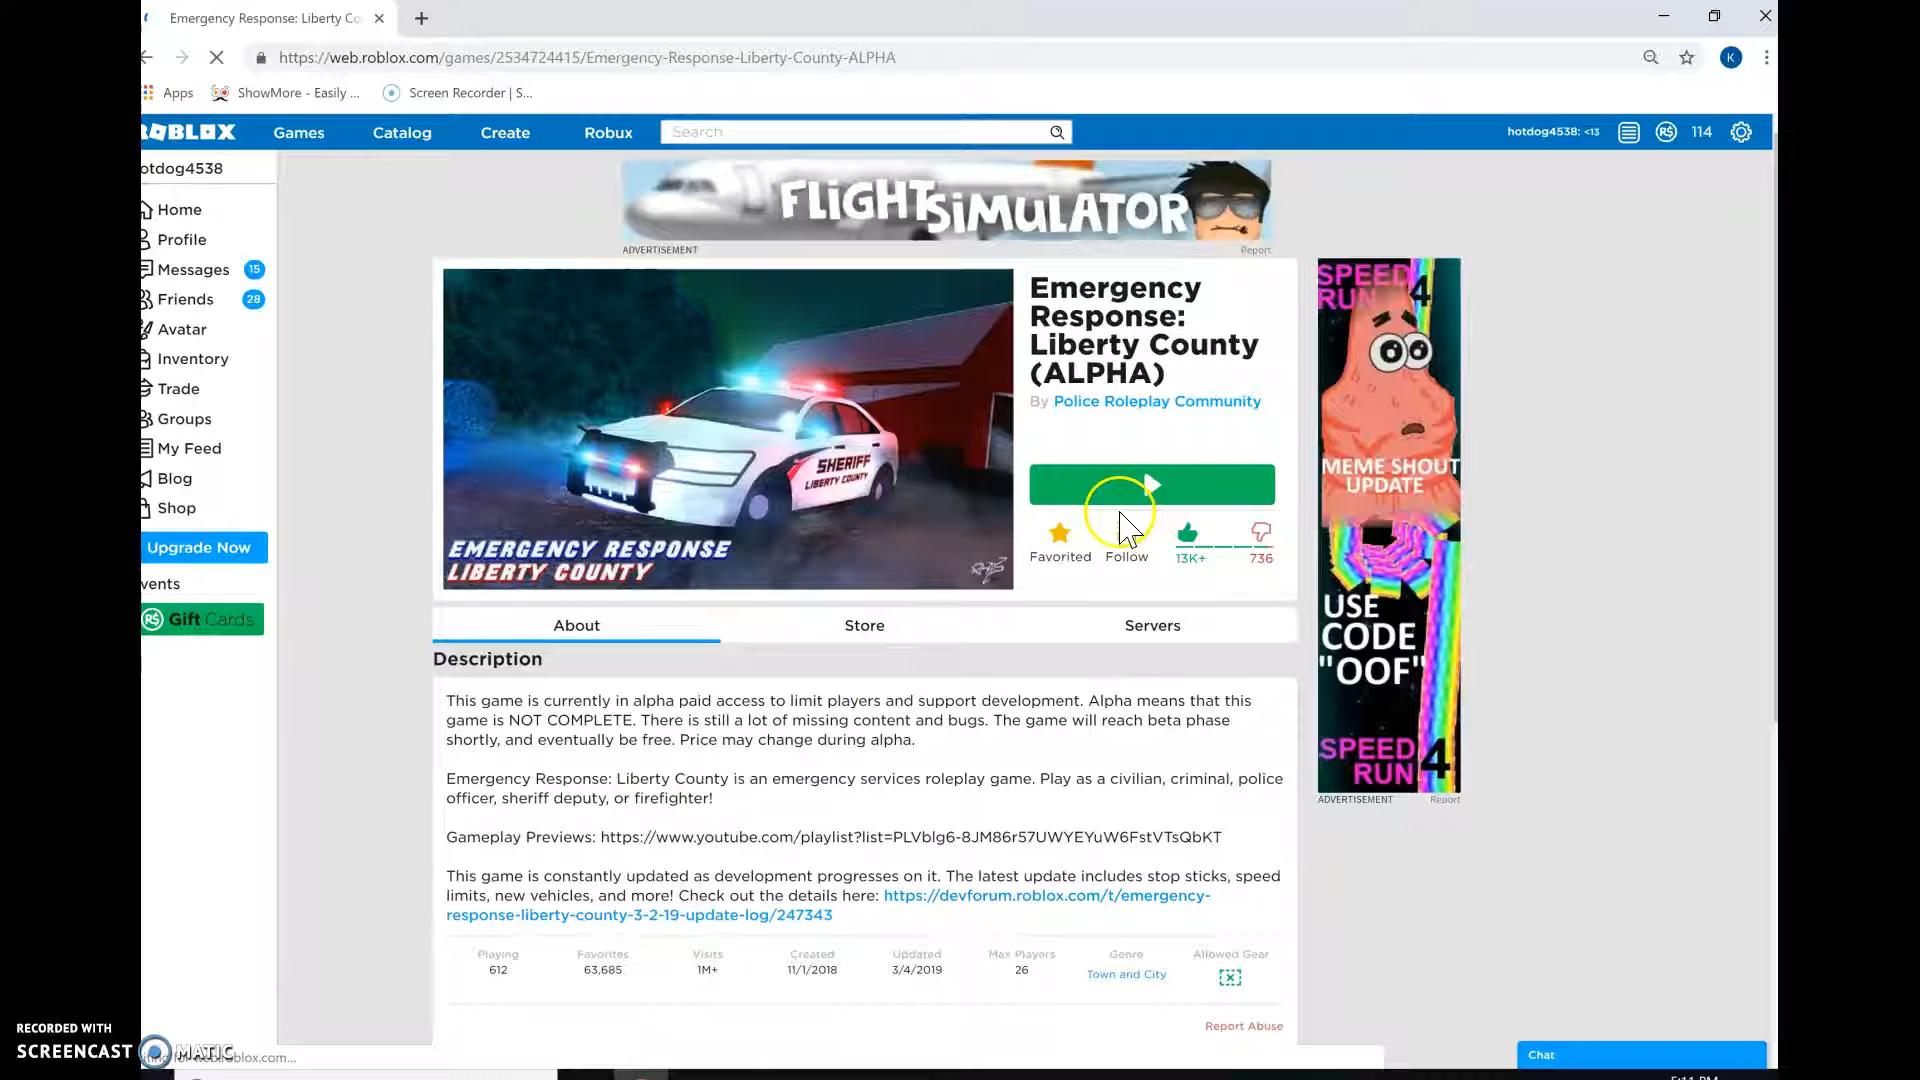 Emergency Response: Liberty Co
https://web.roblox.com/games/2534724415/Emergency-Response-Liberty-County-ALPHA
K
Apps
ShowMore - Easily ...
Screen Recorder | S...
ROBLOX
Games
Catalog
Create
Robux
Search
hotdog4538: <13
R$
114
otdog4538
Home
Profile
Messages 15
Friends 28
Avatar
Inventory
Trade
Groups
My Feed
Blog
Shop
Upgrade Now
vents
R$ Gift Cards
FLIGHT SIMULATOR
ADVERTISEMENT
Report
SHERIFF
LIBERTY COUNTY
EMERGENCY RESPONSE
LIBERTY COUNTY
Emergency
Response:
Liberty County
(ALPHA)
By Police Roleplay Community
Favorited
Follow
13K+
736
SPEED
RUN 4
MEME SHOUT
UPDATE
USE
CODE
"OOF"
SPEED
RUN 4
ADVERTISEMENT
Report
About
Store
Servers
Description
This game is currently in alpha paid access to limit players and support development. Alpha means that this
game is NOT COMPLETE. There is still a lot of missing content and bugs. The game will reach beta phase
shortly, and eventually be free. Price may change during alpha.
Emergency Response: Liberty County is an emergency services roleplay game. Play as a civilian, criminal, police
officer, sheriff deputy, or firefighter!
Gameplay Previews: https://www.youtube.com/playlist?list=PLVblg6-8JM86r57UWYEYuW6FstVTsQbKT
This game is constantly updated as development progresses on it. The latest update includes stop sticks, speed
limits, new vehicles, and more! Check out the details here: https://devforum.roblox.com/t/emergency-
response-liberty-county-3-2-19-update-log/247343
Playing Favorites Visits Created Updated Max Players Genre Allowed Gear
612 63,685 1M+ 11/1/2018 3/4/2019 26 Town and City
Report Abuse
Chat
RECORDED WITH
SCREENCAST MATIC
5:11 PM